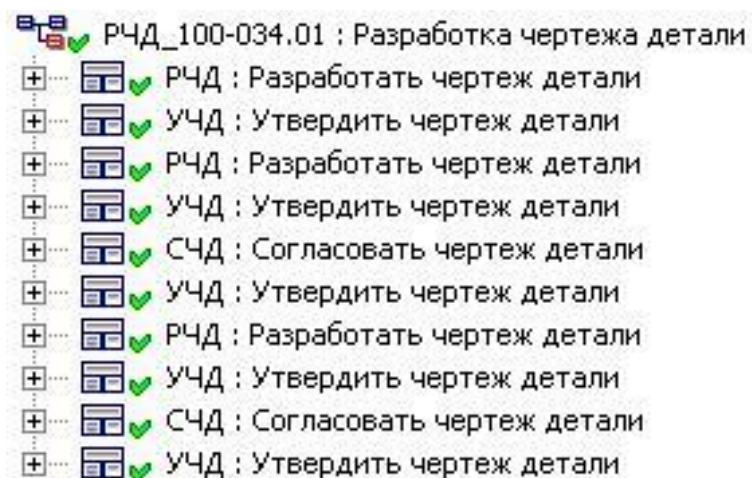 РЧД_100-034.01 : Разработка чертежа детали
РЧД : Разработать чертеж детали
УЧД : Утвердить чертеж детали
РЧД : Разработать чертеж детали
УЧД : Утвердить чертеж детали
СЧД : Согласовать чертеж детали
УЧД : Утвердить чертеж детали
РЧД : Разработать чертеж детали
УЧД : Утвердить чертеж детали
СЧД : Согласовать чертеж детали
УЧД : Утвердить чертеж детали